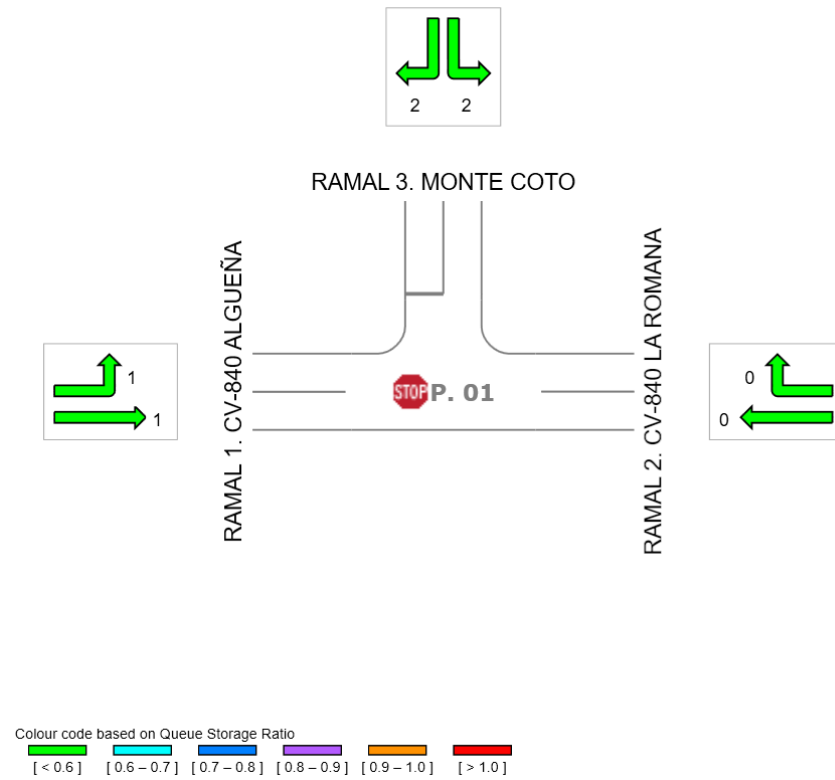 2 2
RAMAL 3. MONTE COTO
RAMAL 1. CV-840 ALGUEÑA
1
1
STOP P. 01
RAMAL 2. CV-840 LA ROMANA
0
0
Colour code based on Queue Storage Ratio
[ < 0.6 ] [ 0.6 – 0.7 ] [ 0.7 – 0.8 ] [ 0.8 – 0.9 ] [ 0.9 – 1.0 ] [ > 1.0 ]